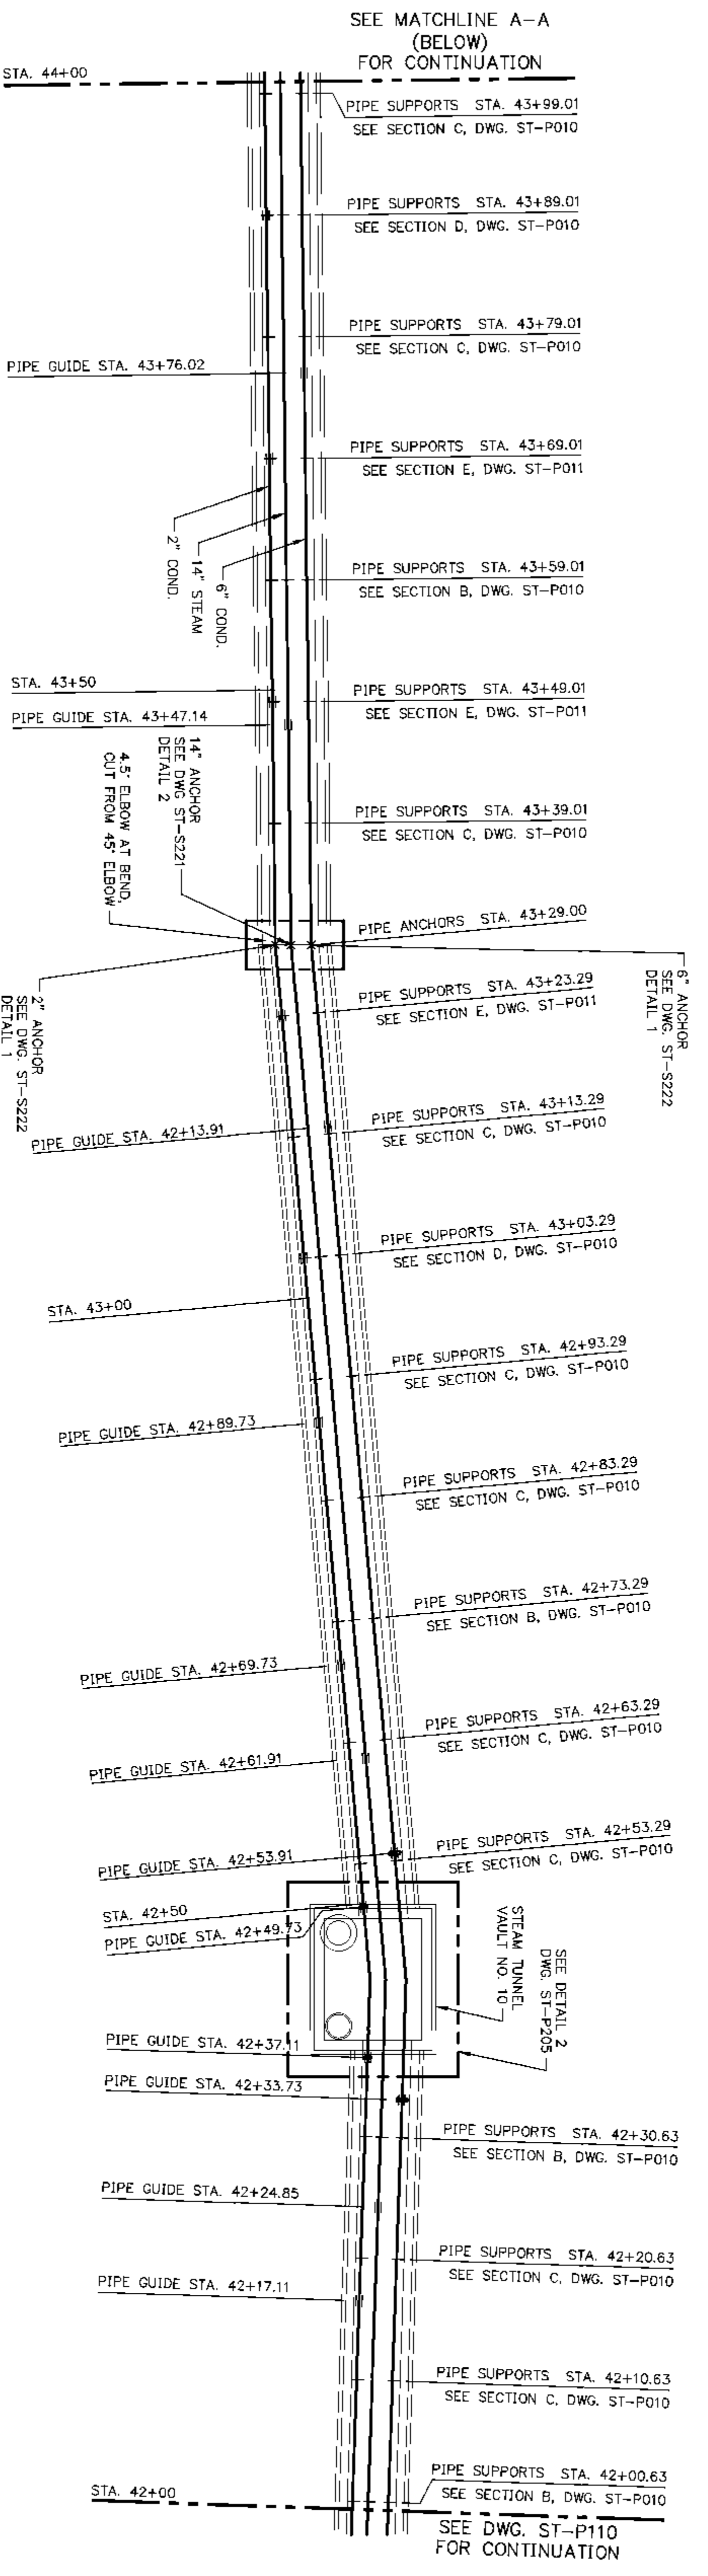 SEE MATCHLINE A-A
(BELOW)
FOR CONTINUATION
STA. 44+00
PIPE SUPPORTS STA. 43+99.01
SEE SECTION C, DWG. ST-P010
PIPE SUPPORTS STA. 43+89.01
SEE SECTION D, DWG. ST-P010
PIPE SUPPORTS STA. 43+79.01
SEE SECTION C, DWG. ST-P010
PIPE GUIDE STA. 43+76.02
PIPE SUPPORTS STA. 43+69.01
SEE SECTION E, DWG. ST-P011
2" COND.
14" STEAM
6" COND.
PIPE SUPPORTS STA. 43+59.01
SEE SECTION B, DWG. ST-P010
STA. 43+50
PIPE SUPPORTS STA. 43+49.01
SEE SECTION E, DWG. ST-P011
PIPE GUIDE STA. 43+47.14
14" ANCHOR
SEE DWG ST-S221
DETAIL 2
4.5° ELBOW AT BEND,
CUT FROM 45° ELBOW
PIPE SUPPORTS STA. 43+39.01
SEE SECTION C, DWG. ST-P010
PIPE ANCHORS STA. 43+29.00
6" ANCHOR
SEE DWG. ST-S222
DETAIL 1
2" ANCHOR
SEE DWG. ST-S222
DETAIL 1
PIPE SUPPORTS STA. 43+23.29
SEE SECTION E, DWG. ST-P011
PIPE SUPPORTS STA. 43+13.29
SEE SECTION C, DWG. ST-P010
PIPE GUIDE STA. 42+13.91
PIPE SUPPORTS STA. 43+03.29
SEE SECTION D, DWG. ST-P010
STA. 43+00
PIPE SUPPORTS STA. 42+93.29
SEE SECTION C, DWG. ST-P010
PIPE GUIDE STA. 42+89.73
PIPE SUPPORTS STA. 42+83.29
SEE SECTION C, DWG. ST-P010
PIPE SUPPORTS STA. 42+73.29
SEE SECTION B, DWG. ST-P010
PIPE GUIDE STA. 42+69.73
PIPE SUPPORTS STA. 42+63.29
SEE SECTION C, DWG. ST-P010
PIPE GUIDE STA. 42+61.91
PIPE SUPPORTS STA. 42+53.29
SEE SECTION C, DWG. ST-P010
PIPE GUIDE STA. 42+53.91
STA. 42+50
PIPE GUIDE STA. 42+49.73
STEAM TUNNEL
VAULT NO. 10
SEE DETAIL 2
DWG. ST-P205
PIPE GUIDE STA. 42+37.11
PIPE GUIDE STA. 42+33.73
PIPE SUPPORTS STA. 42+30.63
SEE SECTION B, DWG. ST-P010
PIPE GUIDE STA. 42+24.85
PIPE SUPPORTS STA. 42+20.63
SEE SECTION C, DWG. ST-P010
PIPE GUIDE STA. 42+17.11
PIPE SUPPORTS STA. 42+10.63
SEE SECTION C, DWG. ST-P010
PIPE SUPPORTS STA. 42+00.63
SEE SECTION B, DWG. ST-P010
STA. 42+00
SEE DWG. ST-P110
FOR CONTINUATION